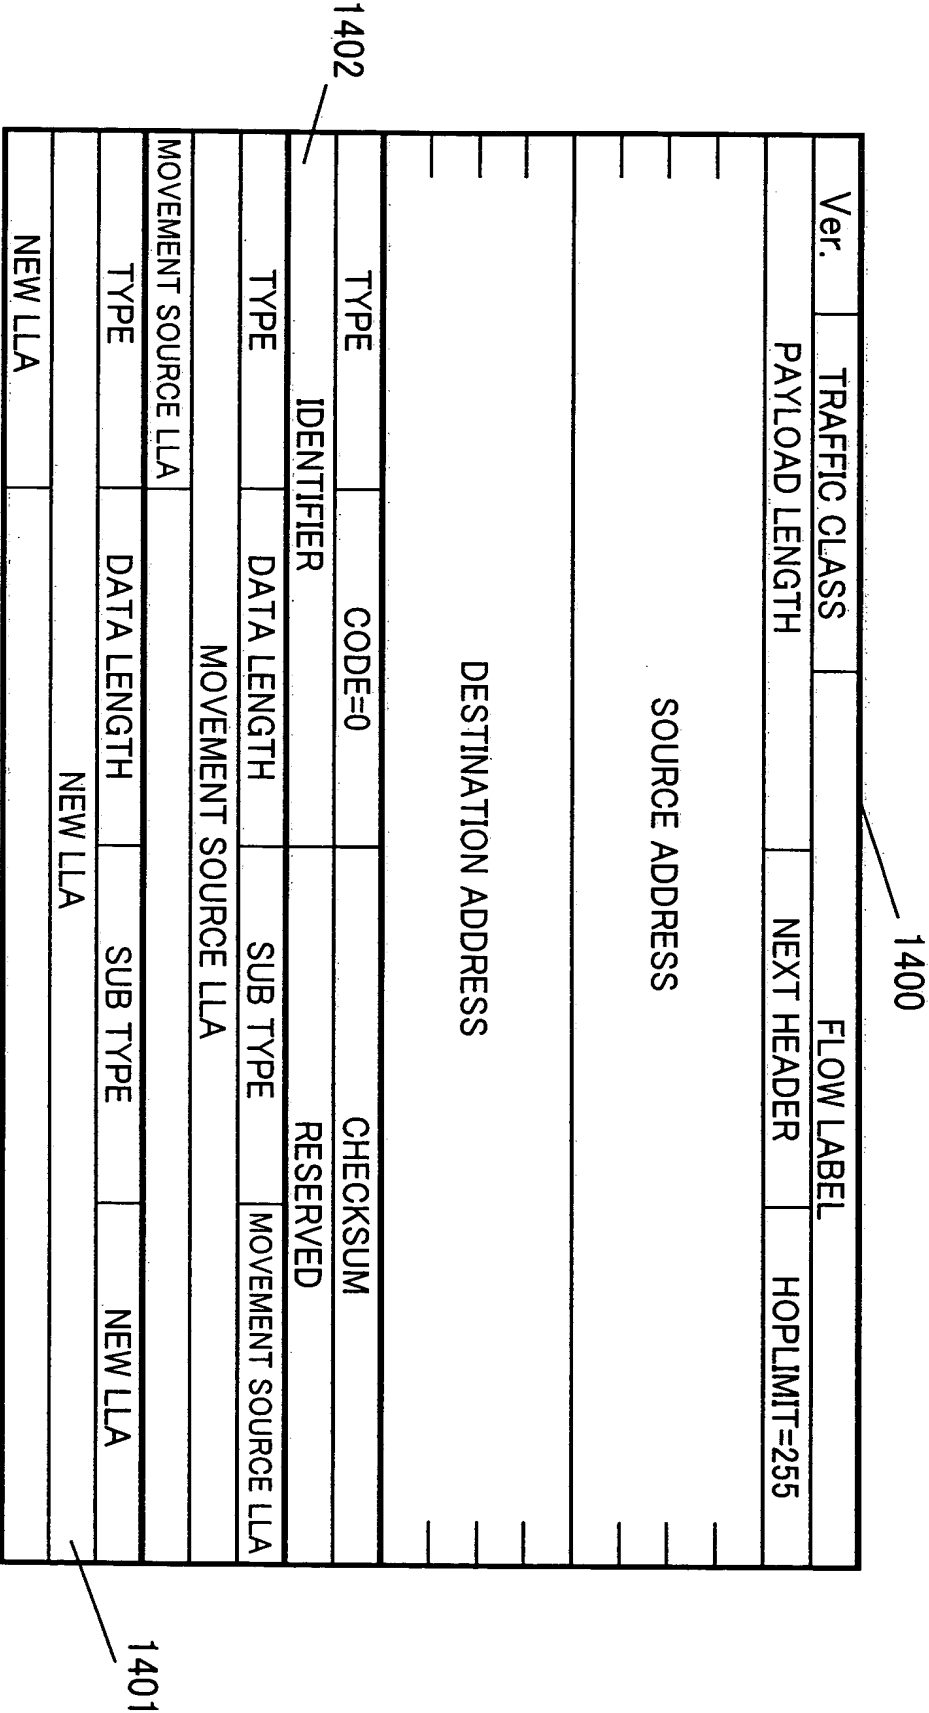 1400
Ver. TRAFFIC CLASS FLOW LABEL
PAYLOAD LENGTH NEXT HEADER HOPLIMIT=255
SOURCE ADDRESS
DESTINATION ADDRESS
TYPE CODE=0 CHECKSUM
1402
IDENTIFIER RESERVED
TYPE DATA LENGTH SUB TYPE MOVEMENT SOURCE LLA
MOVEMENT SOURCE LLA
MOVEMENT SOURCE LLA
TYPE DATA LENGTH SUB TYPE NEW LLA
1401
NEW LLA
NEW LLA